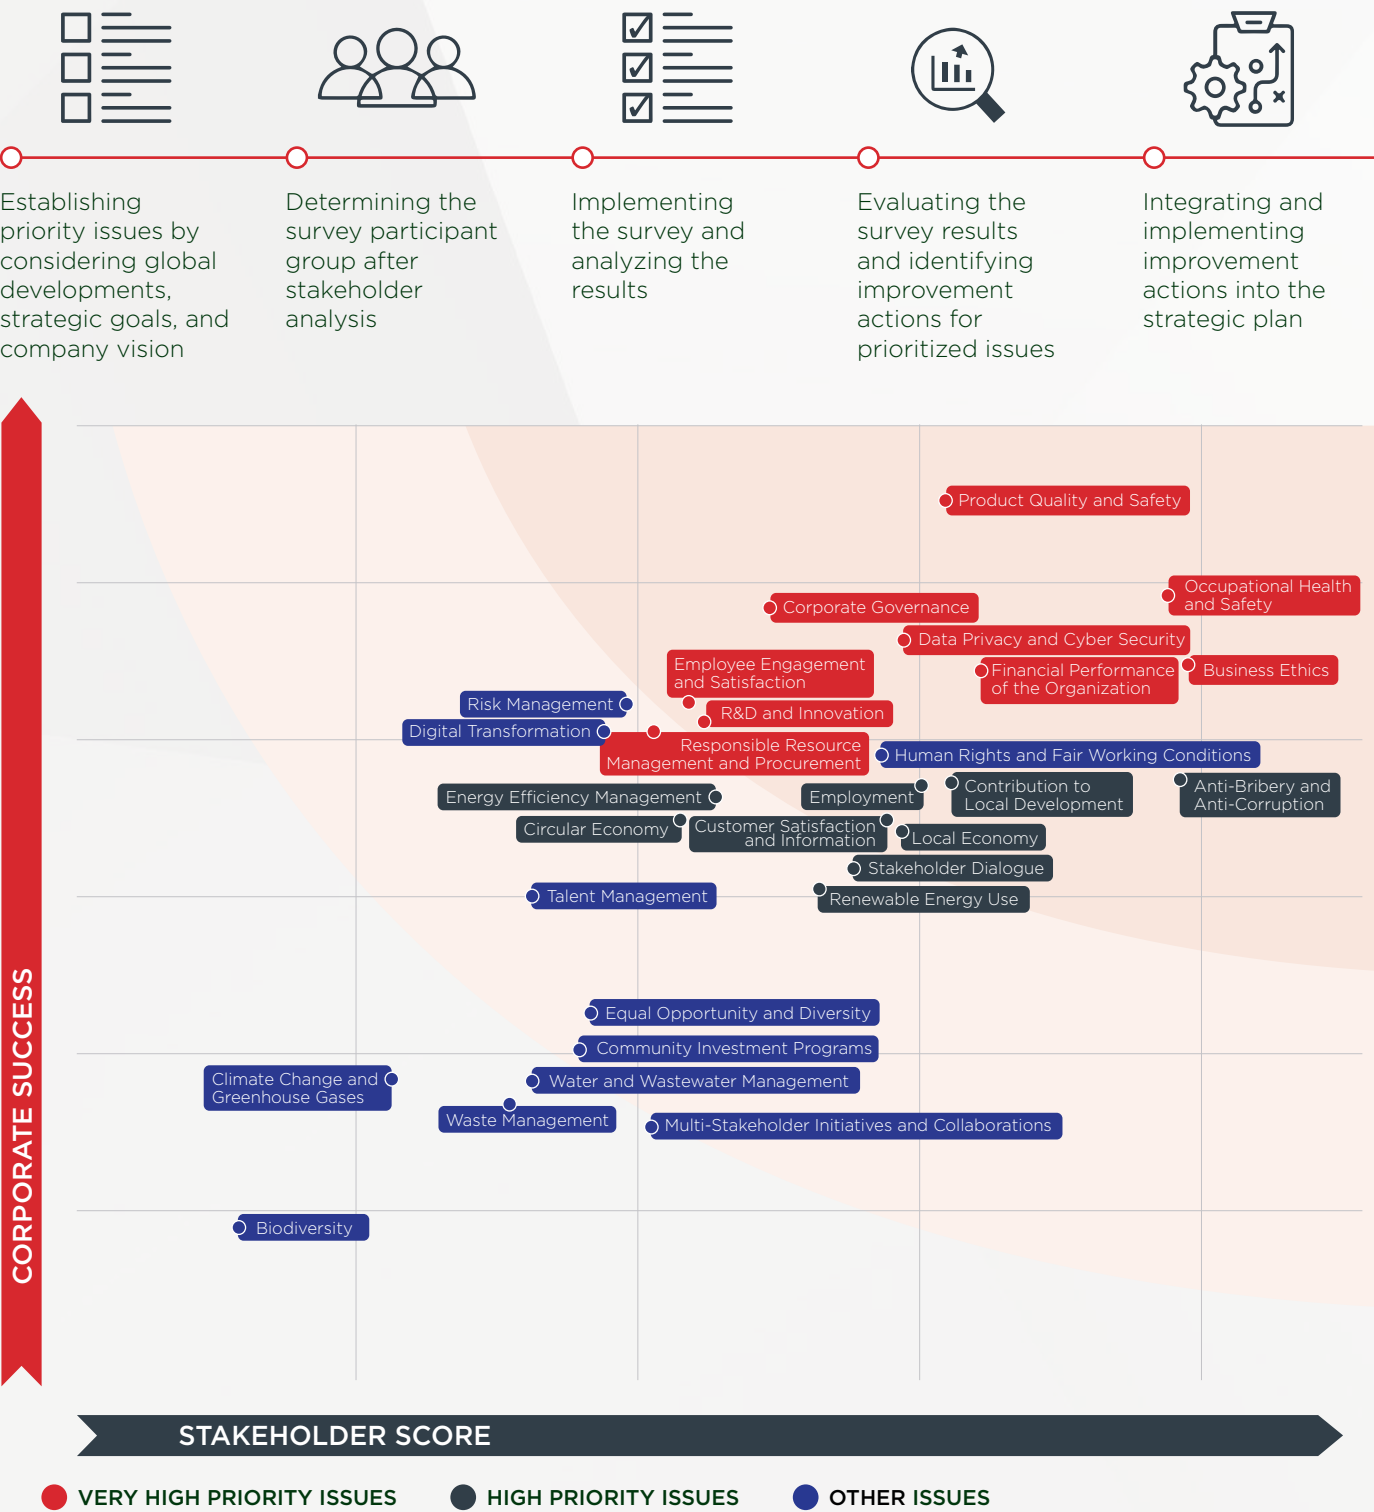 Establishing
priority issues by
considering global
developments,
strategic goals, and
company vision
Determining the
survey participant
group after
stakeholder
analysis
Implementing
the survey and
analyzing the
results
Evaluating the
survey results
and identifying
improvement
actions for
prioritized issues
Integrating and
implementing
improvement
actions into the
strategic plan
CORPORATE SUCCESS
Product Quality and Safety
Occupational Health
and Safety
Corporate Governance
Data Privacy and Cyber Security
Employee Engagement
and Satisfaction
Financial Performance
of the Organization
Business Ethics
Risk Management
R&D and Innovation
Digital Transformation
Responsible Resource
Management and Procurement
Human Rights and Fair Working Conditions
Energy Efficiency Management
Employment
Contribution to
Local Development
Anti-Bribery and
Anti-Corruption
Circular Economy
Customer Satisfaction
and Information
Local Economy
Stakeholder Dialogue
Talent Management
Renewable Energy Use
Equal Opportunity and Diversity
Community Investment Programs
Climate Change and
Greenhouse Gases
Water and Wastewater Management
Waste Management
Multi-Stakeholder Initiatives and Collaborations
Biodiversity
STAKEHOLDER SCORE
VERY HIGH PRIORITY ISSUES
HIGH PRIORITY ISSUES
OTHER ISSUES